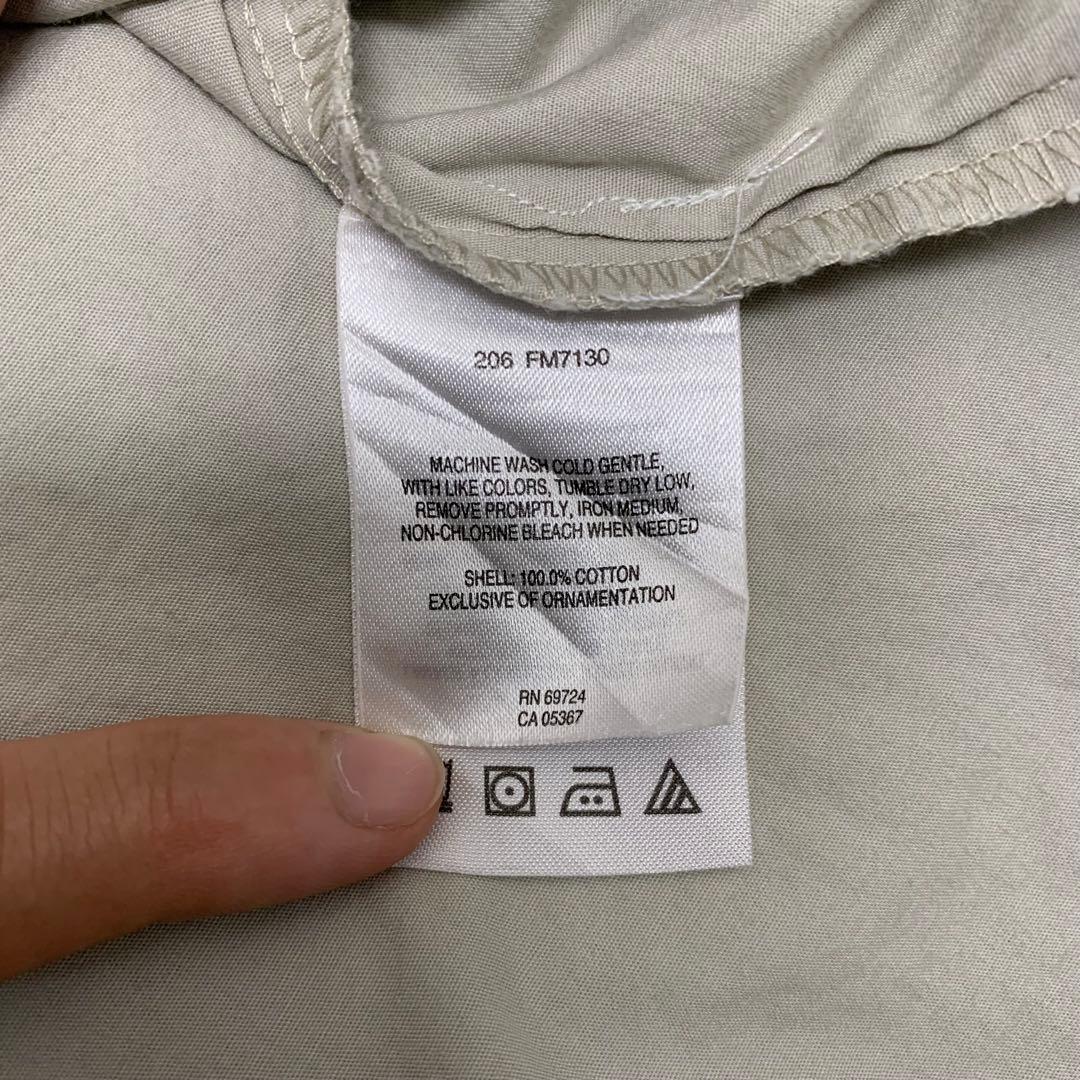 206 FM7130
MACHINE WASH COLD GENTLE,
WITH LIKE COLORS, TUMBLE DRY LOW,
REMOVE PROMPTLY, IRON MEDIUM,
NON-CHLORINE BLEACH WHEN NEEDED
SHELL: 100.0% COTTON
EXCLUSIVE OF ORNAMENTATION
RN 69724
CA 05367